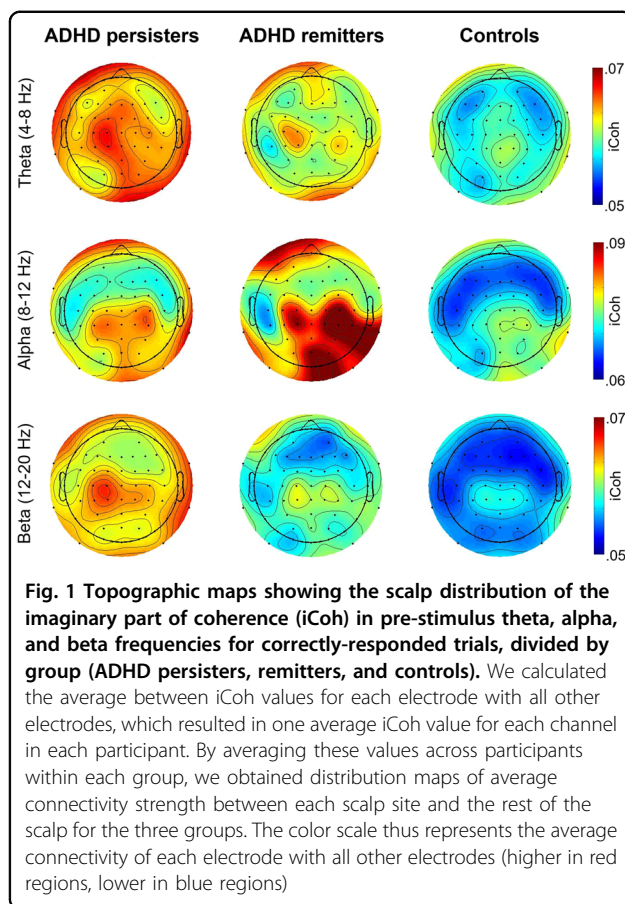 ADHD persisters ADHD remitters Controls
Theta (4-8 Hz)
.07
iCoh
.05
Alpha (8-12 Hz)
.09
iCoh
.06
Beta (12-20 Hz)
.07
iCoh
.05
Fig. 1 Topographic maps showing the scalp distribution of the
imaginary part of coherence (iCoh) in pre-stimulus theta, alpha,
and beta frequencies for correctly-responded trials, divided by
group (ADHD persisters, remitters, and controls). We calculated
the average between iCoh values for each electrode with all other
electrodes, which resulted in one average iCoh value for each channel
in each participant. By averaging these values across participants
within each group, we obtained distribution maps of average
connectivity strength between each scalp site and the rest of the
scalp for the three groups. The color scale thus represents the average
connectivity of each electrode with all other electrodes (higher in red
regions, lower in blue regions)